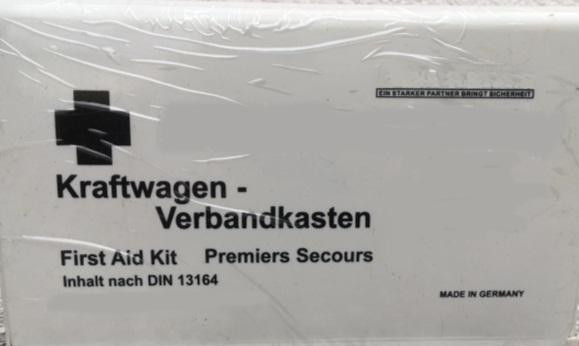 EIN STARKER PARTNER BRINGT SICHERHEIT
Kraftwagen -
Verbandkasten
First Aid Kit Premiers Secours
Inhalt nach DIN 13164
MADE IN GERMANY